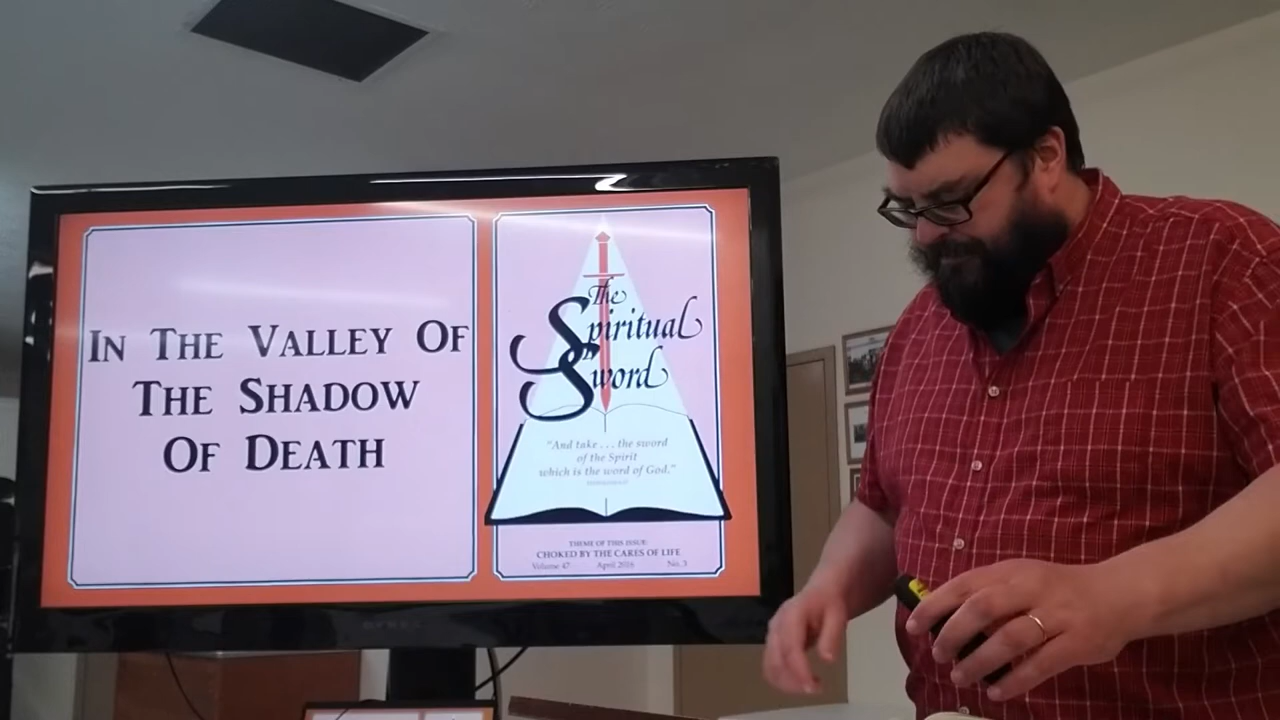 In The Valley Of
The Shadow
Of Death
The
Spiritual
Sword
"And take . . . the sword
of the Spirit
which is the word of God."
THEME OF THIS ISSUE:
CHOKED BY THE CARES OF LIFE
Volume 47 April 2016 No. 3